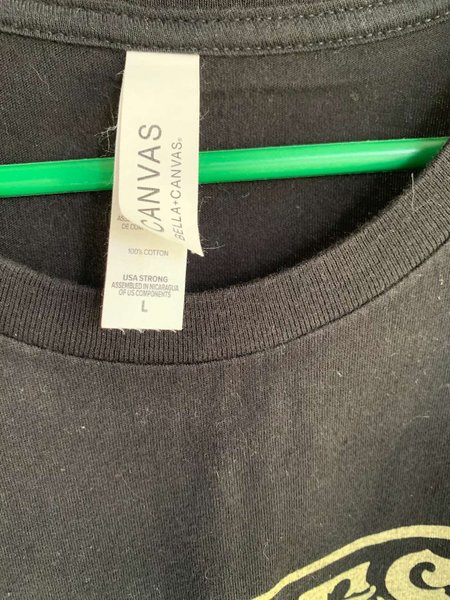 CANVAS
BELLA+CANVAS®
100% COTTON
USA STRONG
ASSEMBLED IN NICARAGUA
OF US COMPONENTS
L